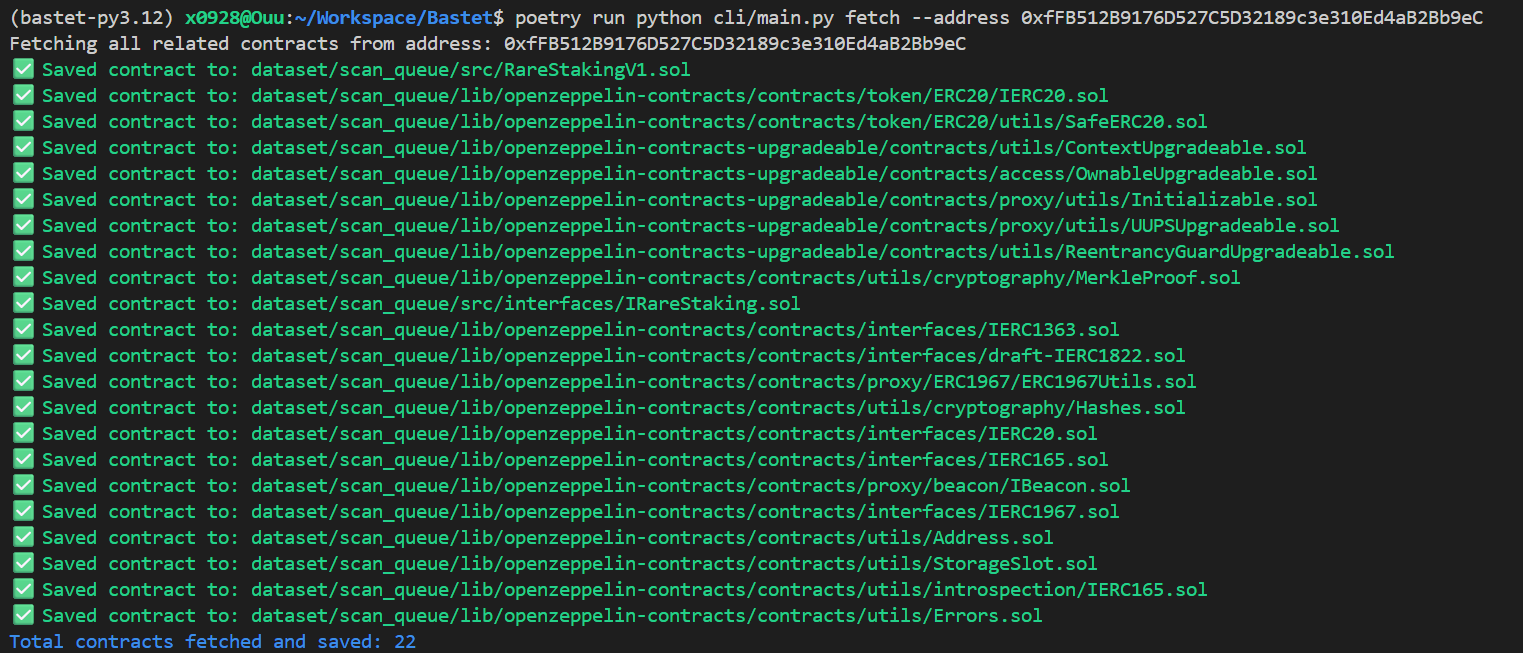 (bastet-py3.12) x0928@Ouu:~/Workspace/Bastet$ poetry run python cli/main.py fetch --address 0xfFB512B9176D527C5D32189c3e310Ed4aB2Bb9eC
Fetching all related contracts from address: 0xfFB512B9176D527C5D32189c3e310Ed4aB2Bb9eC
✅ Saved contract to: dataset/scan_queue/src/RareStakingV1.sol
✅ Saved contract to: dataset/scan_queue/lib/openzeppelin-contracts/contracts/token/ERC20/IERC20.sol
✅ Saved contract to: dataset/scan_queue/lib/openzeppelin-contracts/contracts/token/ERC20/utils/SafeERC20.sol
✅ Saved contract to: dataset/scan_queue/lib/openzeppelin-contracts-upgradeable/contracts/utils/ContextUpgradeable.sol
✅ Saved contract to: dataset/scan_queue/lib/openzeppelin-contracts-upgradeable/contracts/access/OwnableUpgradeable.sol
✅ Saved contract to: dataset/scan_queue/lib/openzeppelin-contracts-upgradeable/contracts/proxy/utils/Initializable.sol
✅ Saved contract to: dataset/scan_queue/lib/openzeppelin-contracts-upgradeable/contracts/proxy/utils/UUPSUpgradeable.sol
✅ Saved contract to: dataset/scan_queue/lib/openzeppelin-contracts-upgradeable/contracts/utils/ReentrancyGuardUpgradeable.sol
✅ Saved contract to: dataset/scan_queue/lib/openzeppelin-contracts/contracts/utils/cryptography/MerkleProof.sol
✅ Saved contract to: dataset/scan_queue/src/interfaces/IRareStaking.sol
✅ Saved contract to: dataset/scan_queue/lib/openzeppelin-contracts/contracts/interfaces/IERC1363.sol
✅ Saved contract to: dataset/scan_queue/lib/openzeppelin-contracts/contracts/interfaces/draft-IERC1822.sol
✅ Saved contract to: dataset/scan_queue/lib/openzeppelin-contracts/contracts/proxy/ERC1967/ERC1967Utils.sol
✅ Saved contract to: dataset/scan_queue/lib/openzeppelin-contracts/contracts/utils/cryptography/Hashes.sol
✅ Saved contract to: dataset/scan_queue/lib/openzeppelin-contracts/contracts/interfaces/IERC20.sol
✅ Saved contract to: dataset/scan_queue/lib/openzeppelin-contracts/contracts/interfaces/IERC165.sol
✅ Saved contract to: dataset/scan_queue/lib/openzeppelin-contracts/contracts/proxy/beacon/IBeacon.sol
✅ Saved contract to: dataset/scan_queue/lib/openzeppelin-contracts/contracts/interfaces/IERC1967.sol
✅ Saved contract to: dataset/scan_queue/lib/openzeppelin-contracts/contracts/utils/Address.sol
✅ Saved contract to: dataset/scan_queue/lib/openzeppelin-contracts/contracts/utils/StorageSlot.sol
✅ Saved contract to: dataset/scan_queue/lib/openzeppelin-contracts/contracts/utils/introspection/IERC165.sol
✅ Saved contract to: dataset/scan_queue/lib/openzeppelin-contracts/contracts/utils/Errors.sol
Total contracts fetched and saved: 22